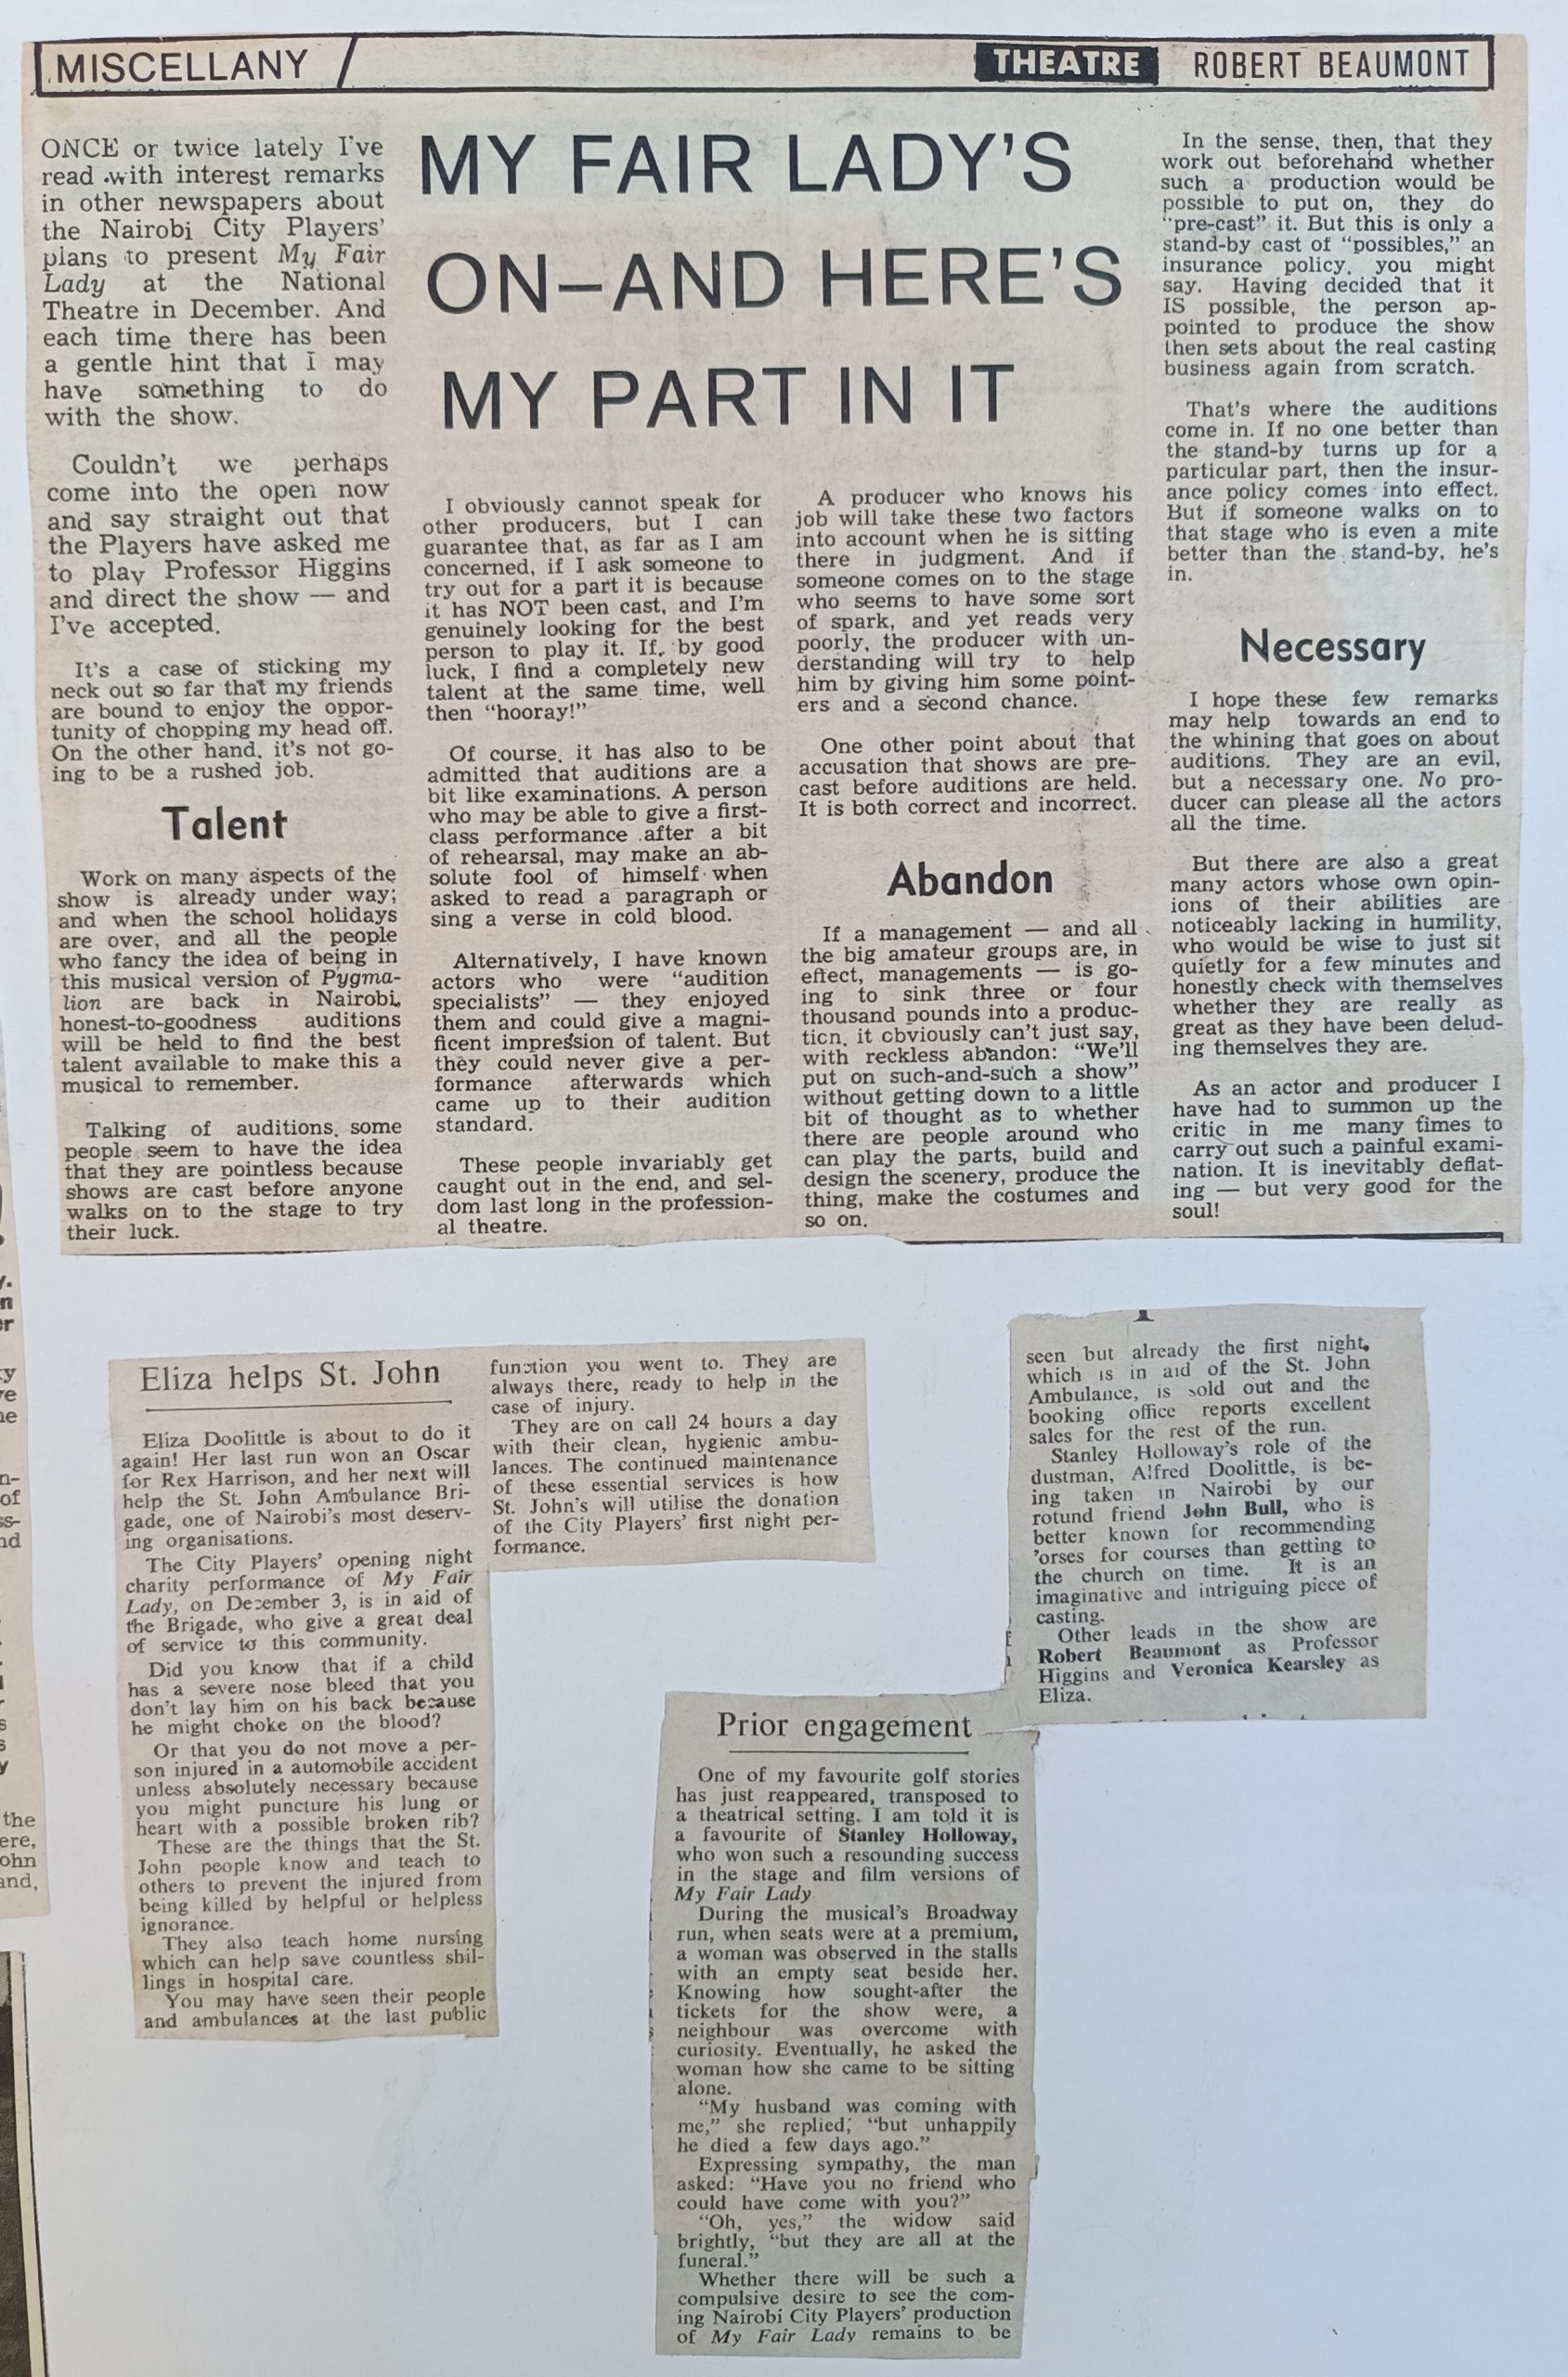 MISCELLANY
THEATRE ROBERT BEAUMONT
MY FAIR LADY'S
ON—AND HERE'S
MY PART IN IT
ONCE or twice lately I've
read with interest remarks
in other newspapers about
the Nairobi City Players'
plans to present My Fair
Lady at the National
Theatre in December. And
each time there has been
a gentle hint that I may
have something to do
with the show.
Couldn't we perhaps
come into the open now
and say straight out that
the Players have asked me
to play Professor Higgins
and direct the show — and
I've accepted.
It's a case of sticking my
neck out so far that my friends
are bound to enjoy the oppor-
tunity of chopping my head off.
On the other hand, it's not go-
ing to be a rushed job.
Talent
Work on many aspects of the
show is already under way;
and when the school holidays
are over, and all the people
who fancy the idea of being in
this musical version of Pygma-
lion are back in Nairobi,
honest-to-goodness auditions
will be held to find the best
talent available to make this a
musical to remember.
Talking of auditions, some
people seem to have the idea
that they are pointless because
shows are cast before anyone
walks on to the stage to try
their luck.
I obviously cannot speak for
other producers, but I can
guarantee that, as far as I am
concerned, if I ask someone to
try out for a part it is because
it has NOT been cast, and I'm
genuinely looking for the best
person to play it. If, by good
luck, I find a completely new
talent at the same time, well
then "hooray!"
Of course, it has also to be
admitted that auditions are a
bit like examinations. A person
who may be able to give a first-
class performance after a bit
of rehearsal, may make an ab-
solute fool of himself when
asked to read a paragraph or
sing a verse in cold blood.
Alternatively, I have known
actors who were "audition
specialists" — they enjoyed
them and could give a magni-
ficent impression of talent. But
they could never give a per-
formance afterwards which
came up to their audition
standard.
These people invariably get
caught out in the end, and sel-
dom last long in the profession-
al theatre.
A producer who knows his
job will take these two factors
into account when he is sitting
there in judgment. And if
someone comes on to the stage
who seems to have some sort
of spark, and yet reads very
poorly, the producer with un-
derstanding will try to help
him by giving him some point-
ers and a second chance.
One other point about that
accusation that shows are pre-
cast before auditions are held.
It is both correct and incorrect.
Abandon
If a management — and all
the big amateur groups are, in
effect, managements — is go-
ing to sink three or four
thousand pounds into a produc-
tion, it obviously can't just say,
with reckless abandon: "We'll
put on such-and-such a show"
without getting down to a little
bit of thought as to whether
there are people around who
can play the parts, build and
design the scenery, produce the
thing, make the costumes and
so on.
In the sense, then, that they
work out beforehand whether
such a production would be
possible to put on, they do
"pre-cast" it. But this is only a
stand-by cast of "possibles," an
insurance policy, you might
say. Having decided that it
IS possible, the person ap-
pointed to produce the show
then sets about the real casting
business again from scratch.
That's where the auditions
come in. If no one better than
the stand-by turns up for a
particular part, then the insur-
ance policy comes into effect.
But if someone walks on to
that stage who is even a mite
better than the stand-by, he's
in.
Necessary
I hope these few remarks
may help towards an end to
the whining that goes on about
auditions. They are an evil,
but a necessary one. No pro-
ducer can please all the actors
all the time.
But there are also a great
many actors whose own opin-
ions of their abilities are
noticeably lacking in humility,
who would be wise to just sit
quietly for a few minutes and
honestly check with themselves
whether they are really as
great as they have been delud-
ing themselves they are.
As an actor and producer I
have had to summon up the
critic in me many times to
carry out such a painful exami-
nation. It is inevitably deflat-
ing — but very good for the
soul!
Eliza helps St. John
Eliza Doolittle is about to do it
again! Her last run won an Oscar
for Rex Harrison, and her next will
help the St. John Ambulance Bri-
gade, one of Nairobi's most deserv-
ing organisations.
The City Players' opening night
charity performance of My Fair
Lady, on December 3, is in aid of
the Brigade, who give a great deal
of service to this community.
Did you know that if a child
has a severe nose bleed that you
don't lay him on his back because
he might choke on the blood?
Or that you do not move a per-
son injured in a automobile accident
unless absolutely necessary because
you might puncture his lung or
heart with a possible broken rib?
These are the things that the St.
John people know and teach to
others to prevent the injured from
being killed by helpful or helpless
ignorance.
They also teach home nursing
which can help save countless shil-
lings in hospital care.
You may have seen their people
and ambulances at the last public
function you went to. They are
always there, ready to help in the
case of injury.
They are on call 24 hours a day
with their clean, hygienic ambu-
lances. The continued maintenance
of these essential services is how
St. John's will utilise the donation
of the City Players' first night per-
formance.
Prior engagement
One of my favourite golf stories
has just reappeared, transposed to
a theatrical setting. I am told it is
a favourite of Stanley Holloway,
who won such a resounding success
in the stage and film versions of
My Fair Lady
During the musical's Broadway
run, when seats were at a premium,
a woman was observed in the stalls
with an empty seat beside her.
Knowing how sought-after the
tickets for the show were, a
neighbour was overcome with
curiosity. Eventually, he asked the
woman how she came to be sitting
alone.
"My husband was coming with
me," she replied, "but unhappily
he died a few days ago."
Expressing sympathy, the man
asked: "Have you no friend who
could have come with you?"
"Oh, yes," the widow said
brightly, "but they are all at the
funeral."
Whether there will be such a
compulsive desire to see the com-
ing Nairobi City Players' production
of My Fair Lady remains to be
seen but already the first night,
which is in aid of the St. John
Ambulance, is sold out and the
booking office reports excellent
sales for the rest of the run.
Stanley Holloway's role of the
dustman, Alfred Doolittle, is be-
ing taken in Nairobi by our
rotund friend John Bull, who is
better known for recommending
'orses for courses than getting to
the church on time. It is an
imaginative and intriguing piece of
casting.
Other leads in the show are
Robert Beaumont as Professor
Higgins and Veronica Kearsley as
Eliza.